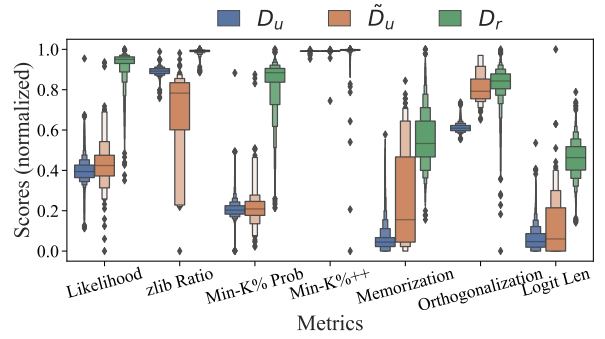 D_u D̃_u D_r
Scores (normalized)
1.0
0.8
0.6
0.4
0.2
0.0
Likelihood zlib Ratio Min-K% Prob Min-K%++ Memorization Orthogonalization Logit Len
Metrics